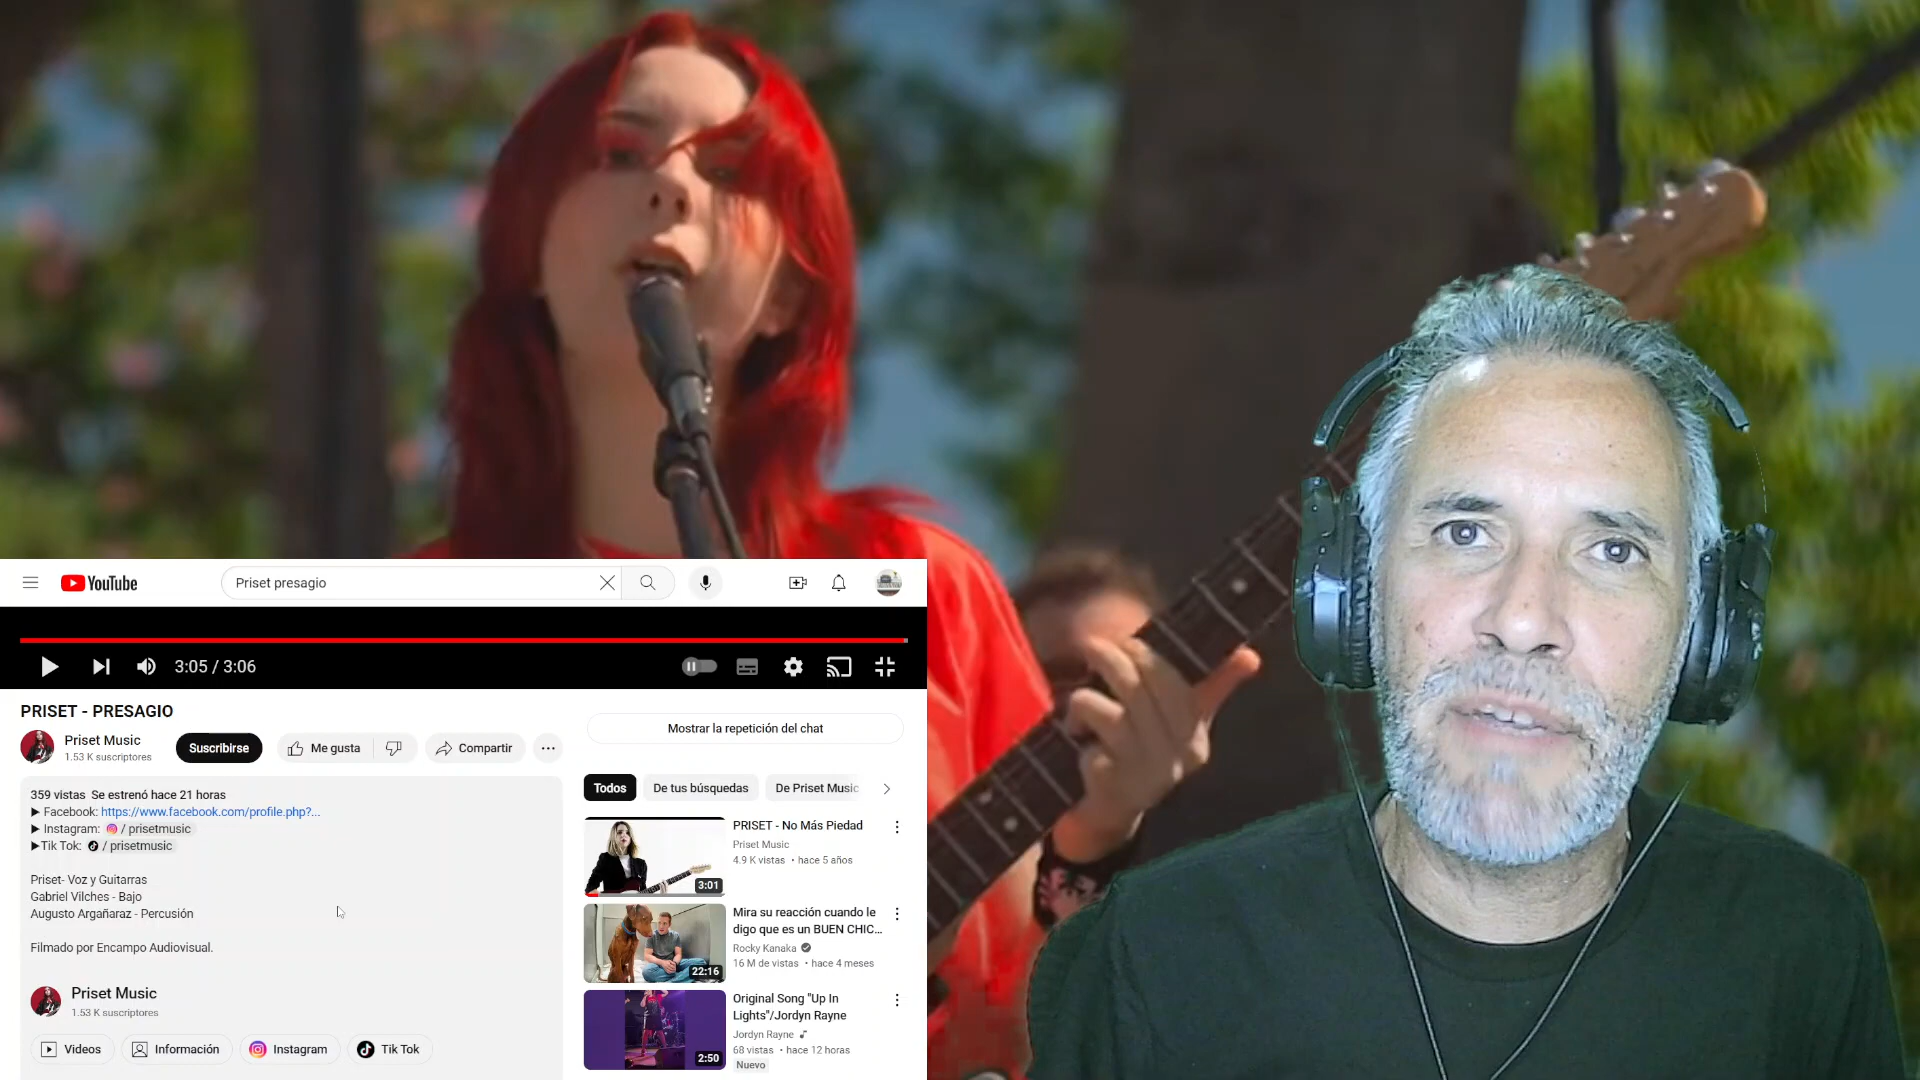 YouTube
Priset presagio
3:05 / 3:06
PRISET - PRESAGIO
Priset Music
1.53 K suscriptores
Suscribirse
Me gusta
Compartir
Mostrar la repetición del chat
359 vistas Se estrenó hace 21 horas
▶ Facebook: https://www.facebook.com/profile.php?...
▶ Instagram: / prisetmusic
▶Tik Tok: / prisetmusic
Priset- Voz y Guitarras
Gabriel Vilches - Bajo
Augusto Argañaraz - Percusión
Filmado por Encampo Audiovisual.
Priset Music
1.53 K suscriptores
Videos
Información
Instagram
Tik Tok
Todos
De tus búsquedas
De Priset Music
PRISET - No Más Piedad
Priset Music
4.9 K vistas • hace 5 años
3:01
Mira su reacción cuando le
digo que es un BUEN CHIC...
Rocky Kanaka
16 M de vistas • hace 4 meses
22:16
Original Song "Up In
Lights"/Jordyn Rayne
Jordyn Rayne
68 vistas • hace 12 horas
Nuevo
2:50